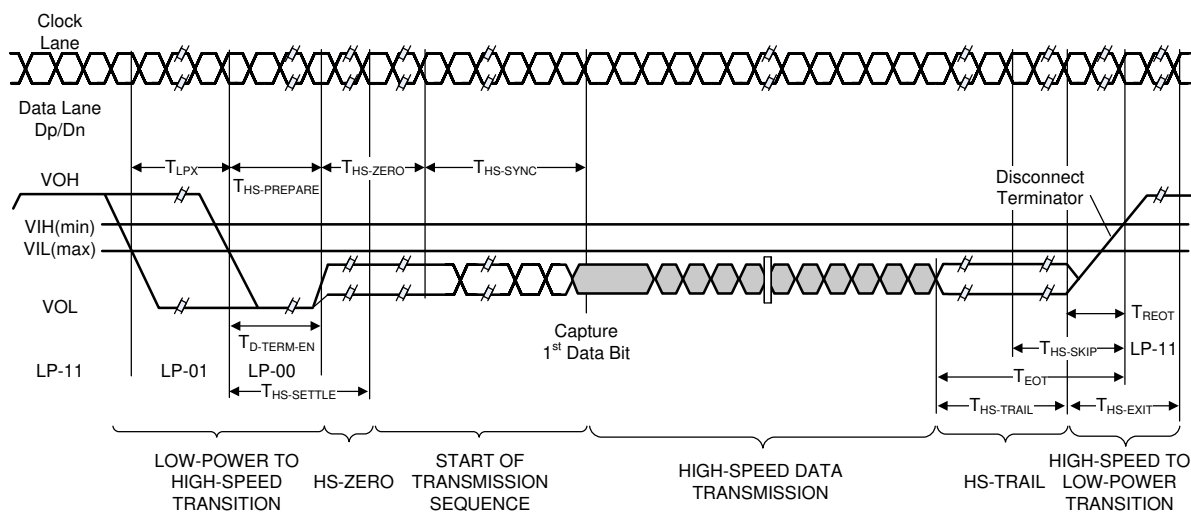 Clock
Lane
Data Lane
Dp/Dn
TLPX
THS-PREPARE
THS-ZERO
THS-SYNC
VOH
Disconnect
Terminator
VIH(min)
VIL(max)
VOL
TD-TERM-EN
Capture
1st Data Bit
TREOT
THS-SKIP
LP-11
LP-11
LP-01
LP-00
TEOT
THS-SETTLE
THS-TRAIL
THS-EXIT
LOW-POWER TO
HIGH-SPEED
TRANSITION
HS-ZERO
START OF
TRANSMISSION
SEQUENCE
HIGH-SPEED DATA
TRANSMISSION
HS-TRAIL
HIGH-SPEED TO
LOW-POWER
TRANSITION